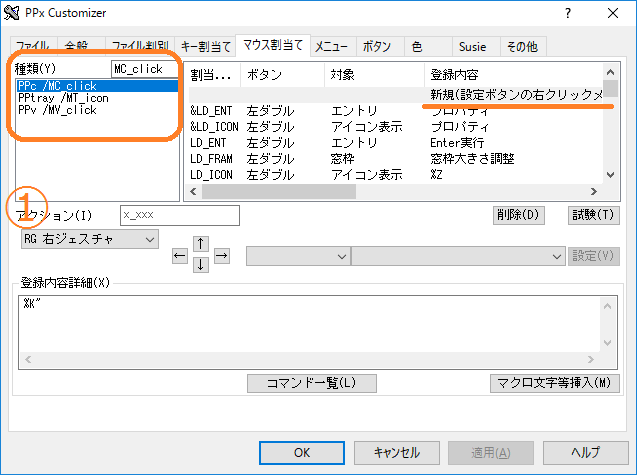 PPx Customizer
ファイル 全般 ファイル判別 キー割当て マウス割当て メニュー ボタン 色 Susie その他
種類(Y) MC_click
PPc /MC_click
PPtray /MT_icon
PPv /MV_click
割当... ボタン 対象 登録内容
新規(設定ボタンの右クリックメ
&LD_ENT 左ダブル エントリ プロパティ
&LD_ICON 左ダブル アイコン表示 プロパティ
LD_ENT 左ダブル エントリ Enter実行
LD_FRAM 左ダブル 窓枠 窓枠大きさ調整
LD_ICON 左ダブル アイコン表示 %Z
①
アクション(I) x_xxx 削除(D) 試験(T)
RG 右ジェスチャ ← ↑ ↓ → 設定(V)
登録内容詳細(X)
%K"
コマンド一覧(L) マクロ文字等挿入(M)
OK キャンセル 適用(A) ヘルプ